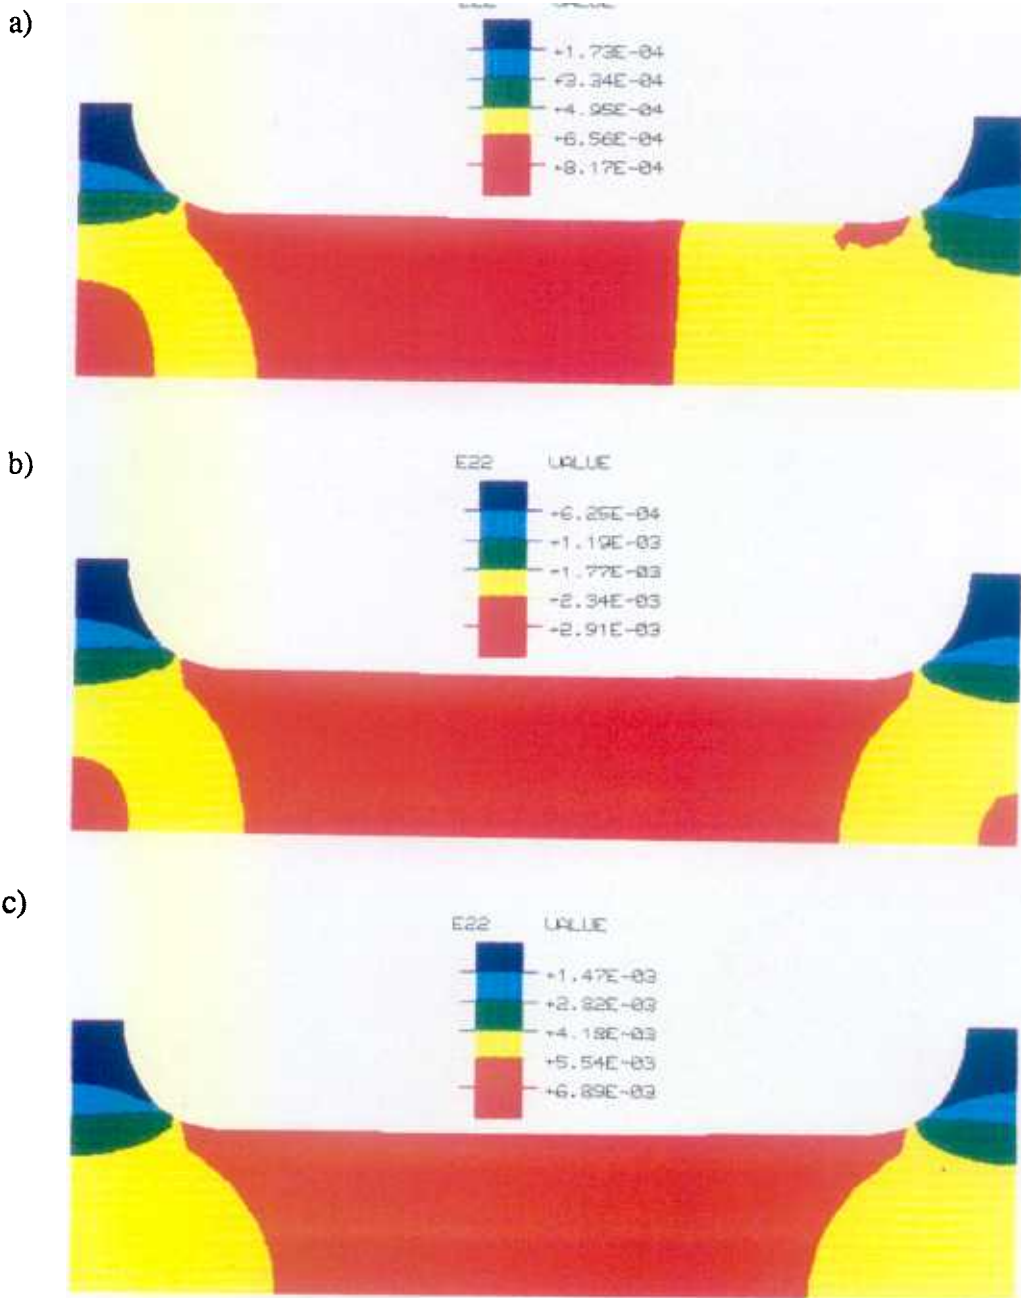 a)
+1.73E-04
+3.34E-04
+4.95E-04
+6.56E-04
+8.17E-04
b)
E22 VALUE
+6.25E-04
+1.19E-03
+1.77E-03
+2.34E-03
+2.91E-03
c)
E22 VALUE
+1.47E-03
+2.82E-03
+4.18E-03
+5.54E-03
+6.89E-03